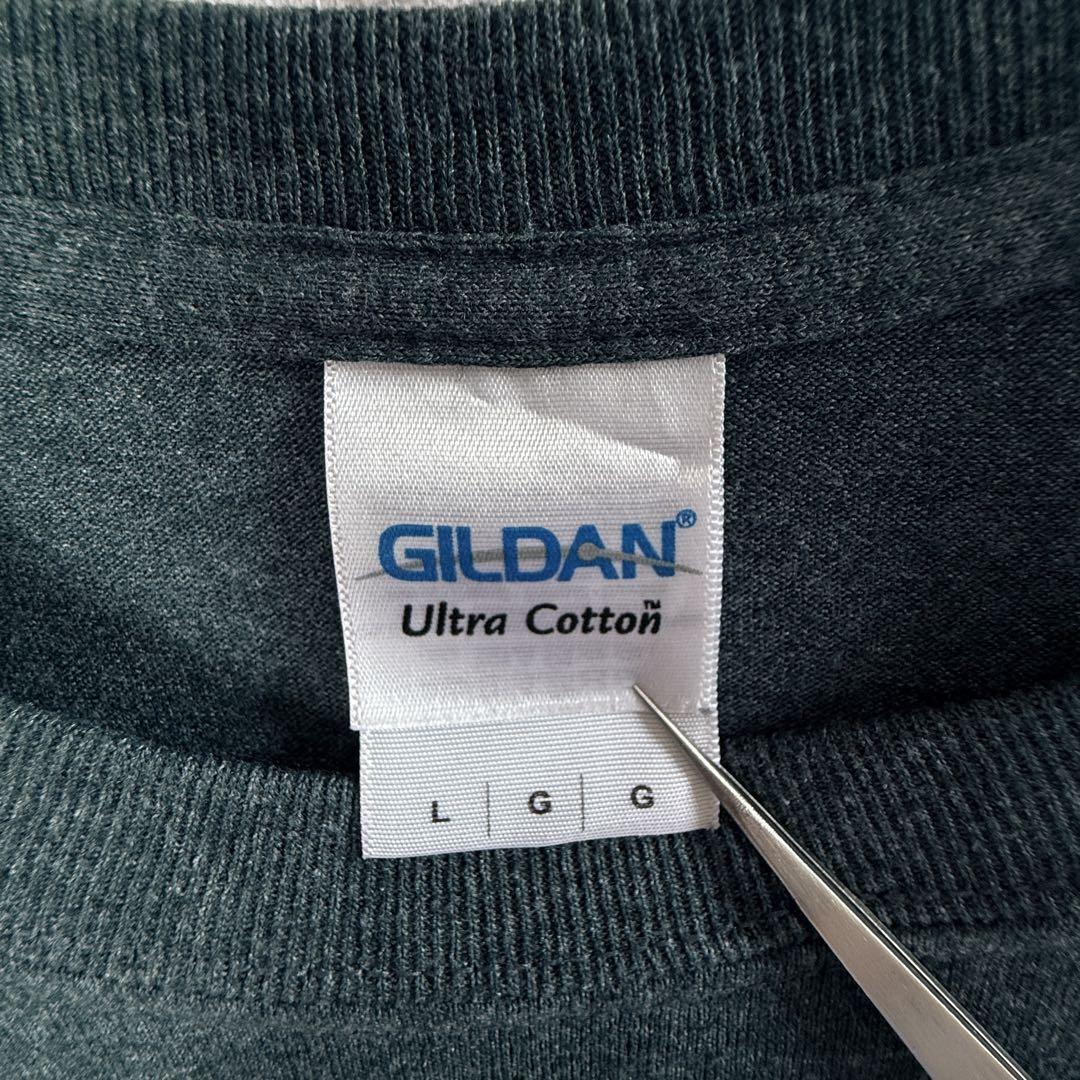 GILDAN®
Ultra Cotton™
L | G | G